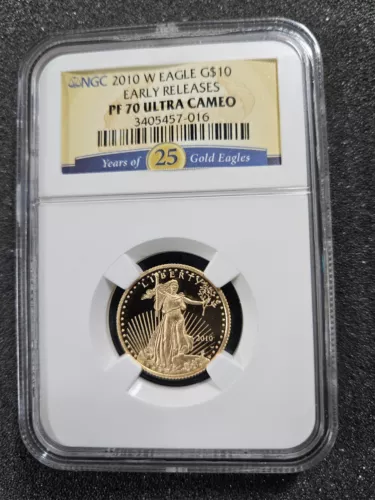 NGC 2010 W EAGLE G$10
EARLY RELEASES
PF 70 ULTRA CAMEO
3405457-016
Years of 25 Gold Eagles
LIBERTY
2010